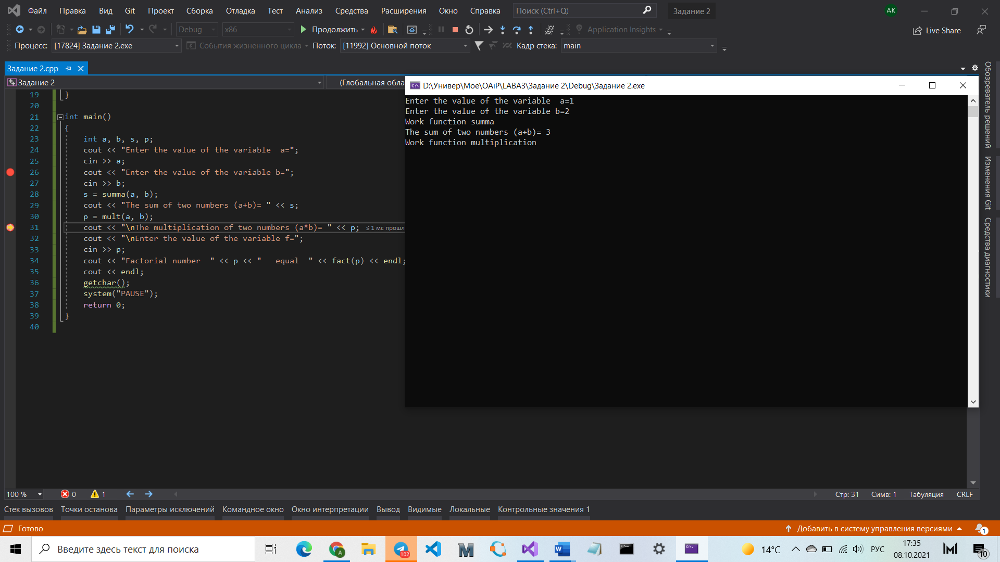 Файл Правка Вид Git Проект Сборка Отладка Тест Анализ Средства Расширения Окно Справка Поиск (Ctrl+Q) Задание 2 AK
Debug x86 Продолжить Application Insights Live Share
Процесс: [17824] Задание 2.exe События жизненного цикла Поток: [11992] Основной поток Кадр стека: main
Задание 2.cpp
Задание 2 (Глобальная обла
D:\Универ\Мое\OAiP\LABA3\Задание 2\Debug\Задание 2.exe
19 }
20
21 int main()
22 {
23 int a, b, s, p;
24 cout << "Enter the value of the variable  a=";
25 cin >> a;
26 cout << "Enter the value of the variable b=";
27 cin >> b;
28 s = summa(a, b);
29 cout << "The sum of two numbers (a+b)= " << s;
30 p = mult(a, b);
31 cout << "\nThe multiplication of two numbers (a*b)= " << p; ≤ 1 мс прошл
32 cout << "\nEnter the value of the variable f=";
33 cin >> p;
34 cout << "Factorial number  " << p << "   equal  " << fact(p) << endl;
35 cout << endl;
36 getchar();
37 system("PAUSE");
38 return 0;
39 }
40
Enter the value of the variable  a=1
Enter the value of the variable b=2
Work function summa
The sum of two numbers (a+b)= 3
Work function multiplication
Обозреватель решений
Изменения Git
Средства диагностики
100 % 0 1 Стр: 31 Симв: 1 Табуляция CRLF
Стек вызовов Точки останова Параметры исключений Командное окно Окно интерпретации Вывод Видимые Локальные Контрольные значения 1
Готово Добавить в систему управления версиями 1
Введите здесь текст для поиска 102 14°C РУС 17:35
08.10.2021 10